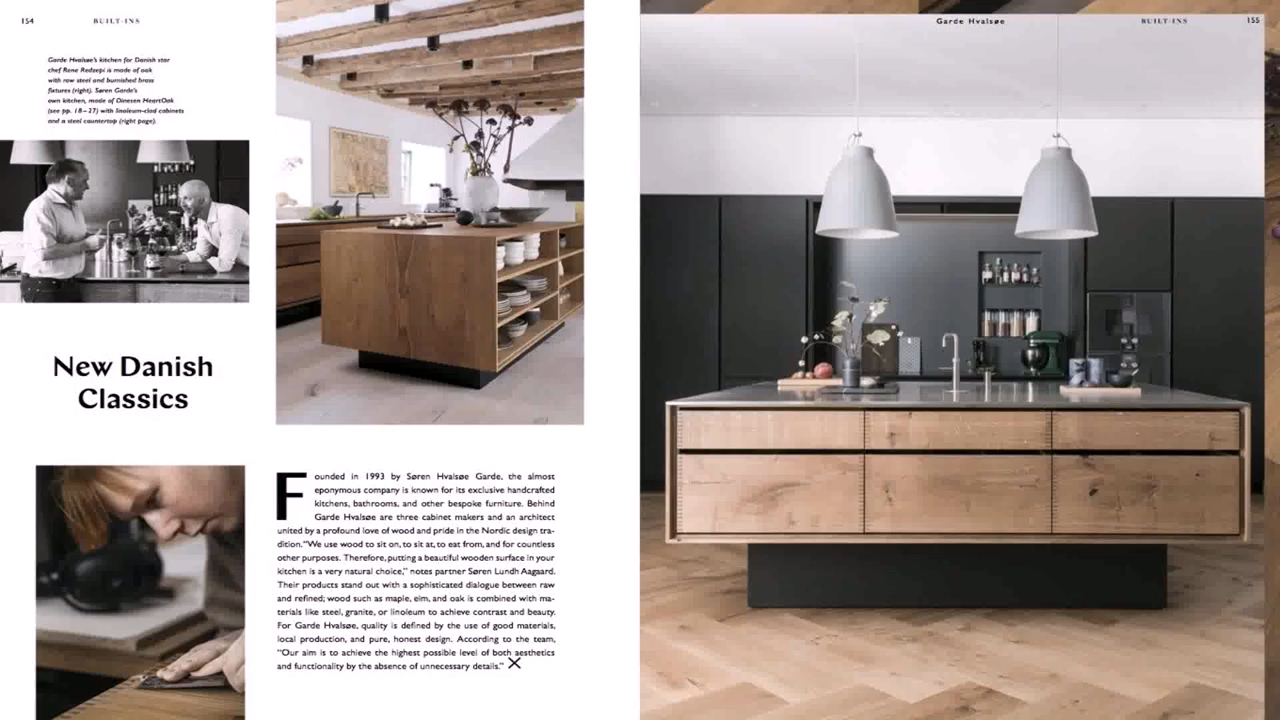 154
BUILT-INS
Garde Hvalsøe's kitchen for Danish star
chef Rene Redzepi is made of oak
with raw steel and burnished brass
fixtures (right). Søren Garde's
own kitchen, made of Dinesen HeartOak
(see pp. 18–27) with linoleum-clad cabinets
and a steel countertop (right page).
New Danish
Classics
Founded in 1993 by Søren Hvalsøe Garde, the almost
eponymous company is known for its exclusive handcrafted
kitchens, bathrooms, and other bespoke furniture. Behind
Garde Hvalsøe are three cabinet makers and an architect
united by a profound love of wood and pride in the Nordic design tra-
dition. "We use wood to sit on, to sit at, to eat from, and for countless
other purposes. Therefore, putting a beautiful wooden surface in your
kitchen is a very natural choice," notes partner Søren Lundh Aagaard.
Their products stand out with a sophisticated dialogue between raw
and refined; wood such as maple, elm, and oak is combined with ma-
terials like steel, granite, or linoleum to achieve contrast and beauty.
For Garde Hvalsøe, quality is defined by the use of good materials,
local production, and pure, honest design. According to the team,
"Our aim is to achieve the highest possible level of both aesthetics
and functionality by the absence of unnecessary details."
Garde Hvalsøe
BUILT-INS
155